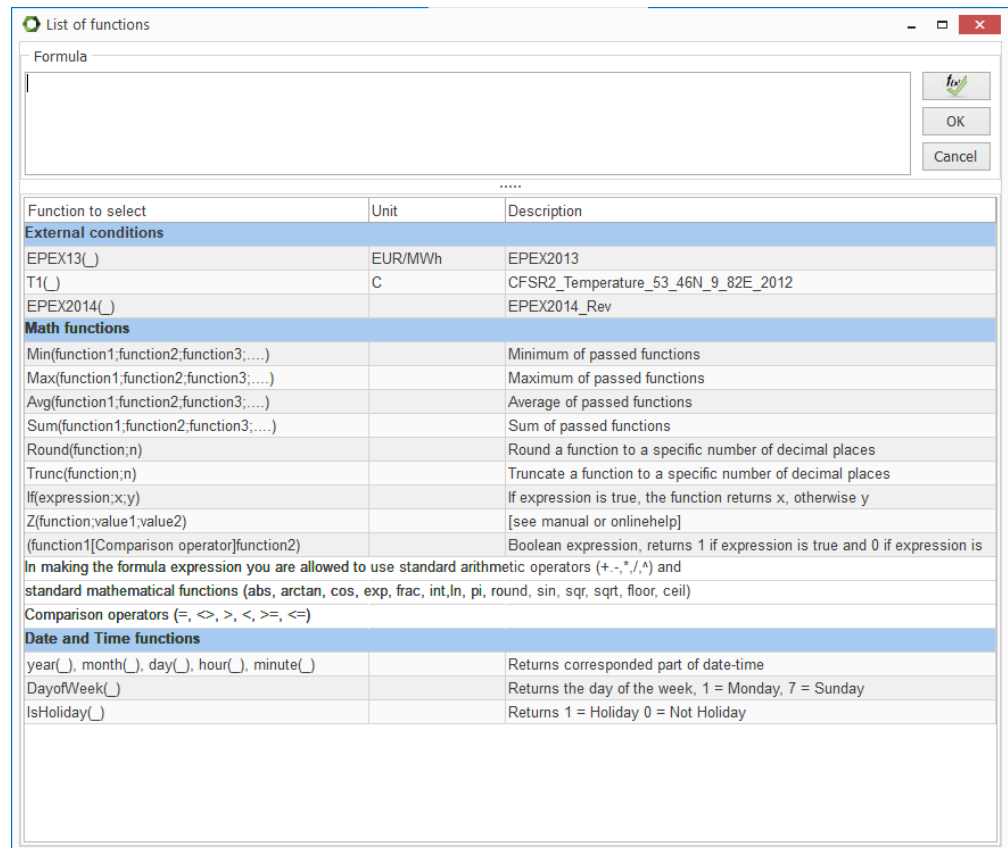 List of functions
Formula
f(x)
OK
Cancel
Function to select Unit Description
External conditions
EPEX13(_) EUR/MWh EPEX2013
T1(_) C CFSR2_Temperature_53_46N_9_82E_2012
EPEX2014(_) EPEX2014_Rev
Math functions
Min(function1;function2;function3;....) Minimum of passed functions
Max(function1;function2;function3;....) Maximum of passed functions
Avg(function1;function2;function3;....) Average of passed functions
Sum(function1;function2;function3;....) Sum of passed functions
Round(function;n) Round a function to a specific number of decimal places
Trunc(function;n) Truncate a function to a specific number of decimal places
If(expression;x;y) If expression is true, the function returns x, otherwise y
Z(function;value1;value2) [see manual or onlinehelp]
(function1[Comparison operator]function2) Boolean expression, returns 1 if expression is true and 0 if expression is
In making the formula expression you are allowed to use standard arithmetic operators (+.-,*,/,^) and
standard mathematical functions (abs, arctan, cos, exp, frac, int,ln, pi, round, sin, sqr, sqrt, floor, ceil)
Comparison operators (=, <>, >, <, >=, <=)
Date and Time functions
year(_), month(_), day(_), hour(_), minute(_) Returns corresponded part of date-time
DayofWeek(_) Returns the day of the week, 1 = Monday, 7 = Sunday
IsHoliday(_) Returns 1 = Holiday 0 = Not Holiday